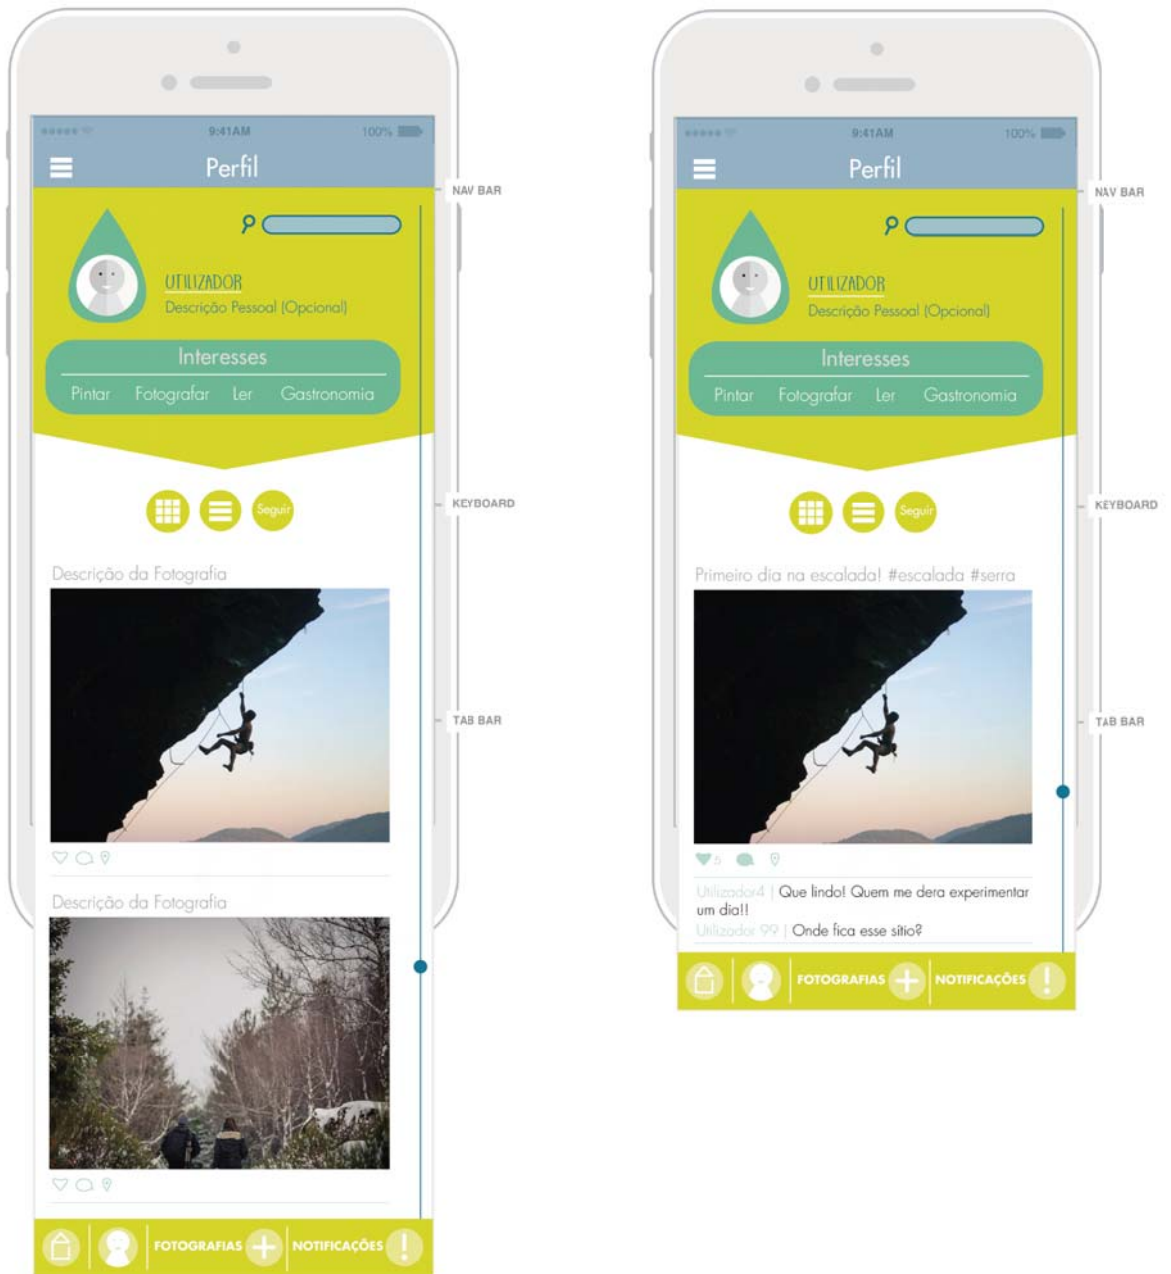 9:41AM 100%
Perfil
NAV BAR
UTILIZADOR
Descrição Pessoal (Opcional)
Interesses
Pintar Fotografar Ler Gastronomia
Seguir
KEYBOARD
Descrição da Fotografia
TAB BAR
Descrição da Fotografia
FOTOGRAFIAS NOTIFICAÇÕES
9:41AM 100%
Perfil
NAV BAR
UTILIZADOR
Descrição Pessoal (Opcional)
Interesses
Pintar Fotografar Ler Gastronomia
Seguir
KEYBOARD
Primeiro dia na escalada! #escalada #serra
TAB BAR
5
Utilizador4 | Que lindo! Quem me dera experimentar
um dia!!
Utilizador 99 | Onde fica esse sítio?
FOTOGRAFIAS NOTIFICAÇÕES